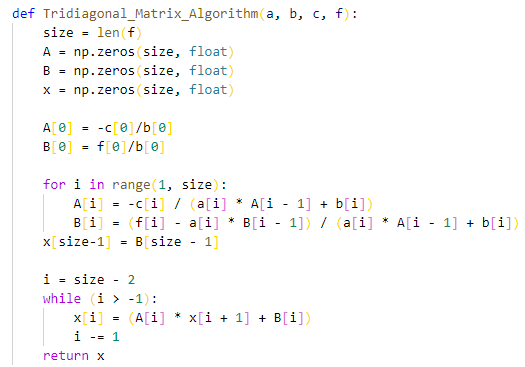 def Tridiagonal_Matrix_Algorithm(a, b, c, f):
    size = len(f)
    A = np.zeros(size, float)
    B = np.zeros(size, float)
    x = np.zeros(size, float)

    A[0] = -c[0]/b[0]
    B[0] = f[0]/b[0]

    for i in range(1, size):
        A[i] = -c[i] / (a[i] * A[i - 1] + b[i])
        B[i] = (f[i] - a[i] * B[i - 1]) / (a[i] * A[i - 1] + b[i])
    x[size-1] = B[size - 1]

    i = size - 2
    while (i > -1):
        x[i] = (A[i] * x[i + 1] + B[i])
        i -= 1
    return x